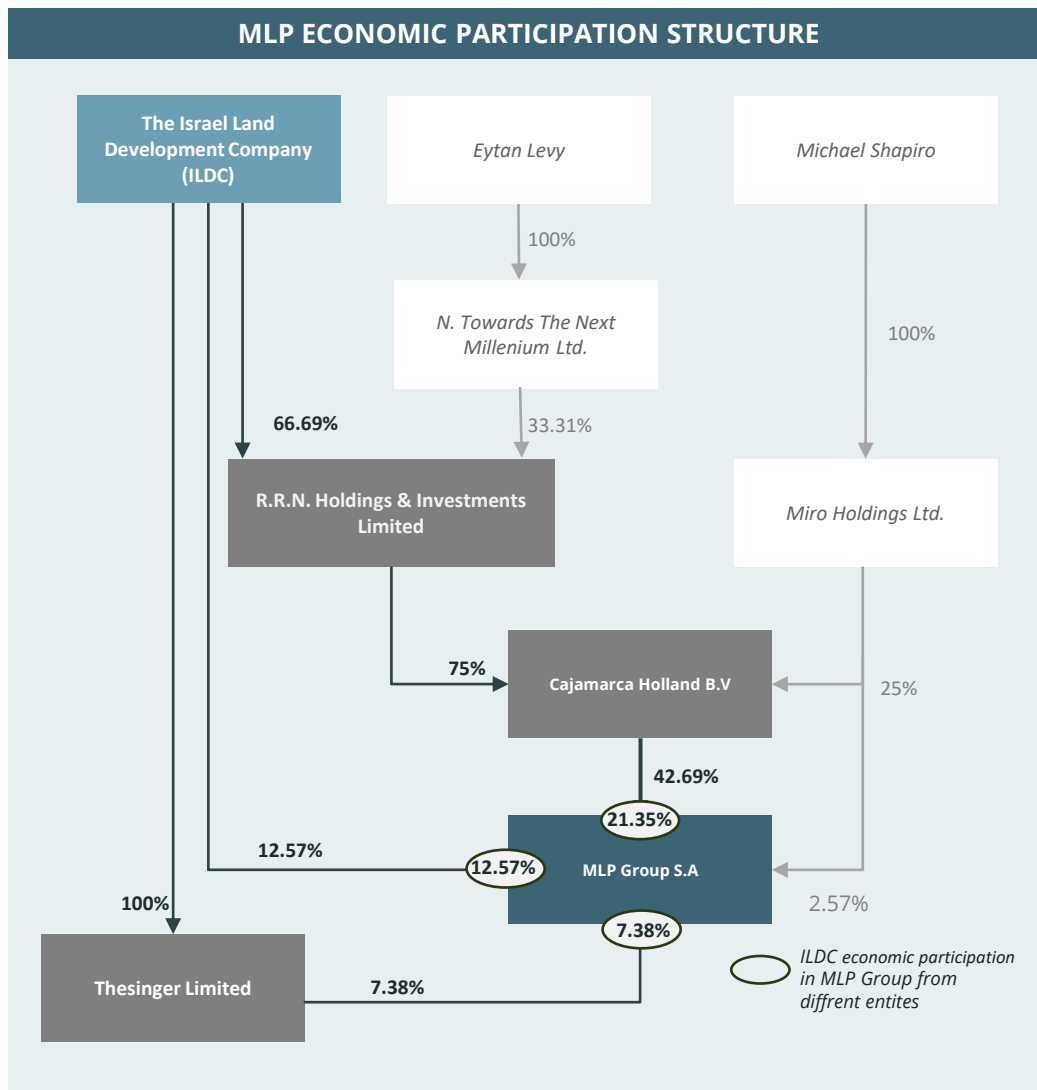 MLP ECONOMIC PARTICIPATION STRUCTURE
The Israel Land
Development Company
(ILDC)
Eytan Levy
Michael Shapiro
100%
N. Towards The Next
Millenium Ltd.
100%
66.69%
33.31%
R.R.N. Holdings & Investments
Limited
Miro Holdings Ltd.
75%
Cajamarca Holland B.V
25%
42.69%
21.35%
12.57%
12.57%
MLP Group S.A
100%
2.57%
7.38%
Thesinger Limited
7.38%
ILDC economic participation
in MLP Group from
diffrent entites